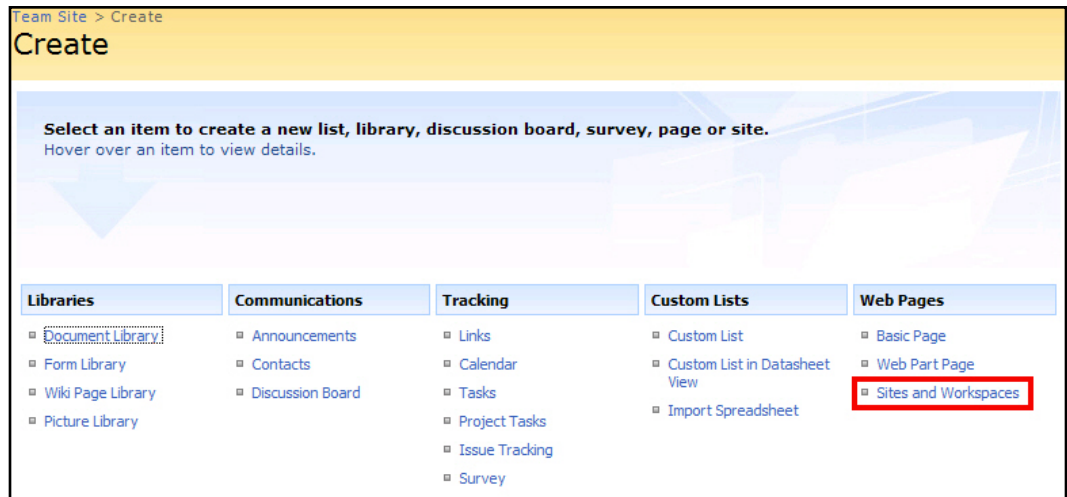 Team Site > Create
Create
Select an item to create a new list, library, discussion board, survey, page or site.
Hover over an item to view details.
Libraries
Document Library
Form Library
Wiki Page Library
Picture Library
Communications
Announcements
Contacts
Discussion Board
Tracking
Links
Calendar
Tasks
Project Tasks
Issue Tracking
Survey
Custom Lists
Custom List
Custom List in Datasheet
View
Import Spreadsheet
Web Pages
Basic Page
Web Part Page
Sites and Workspaces